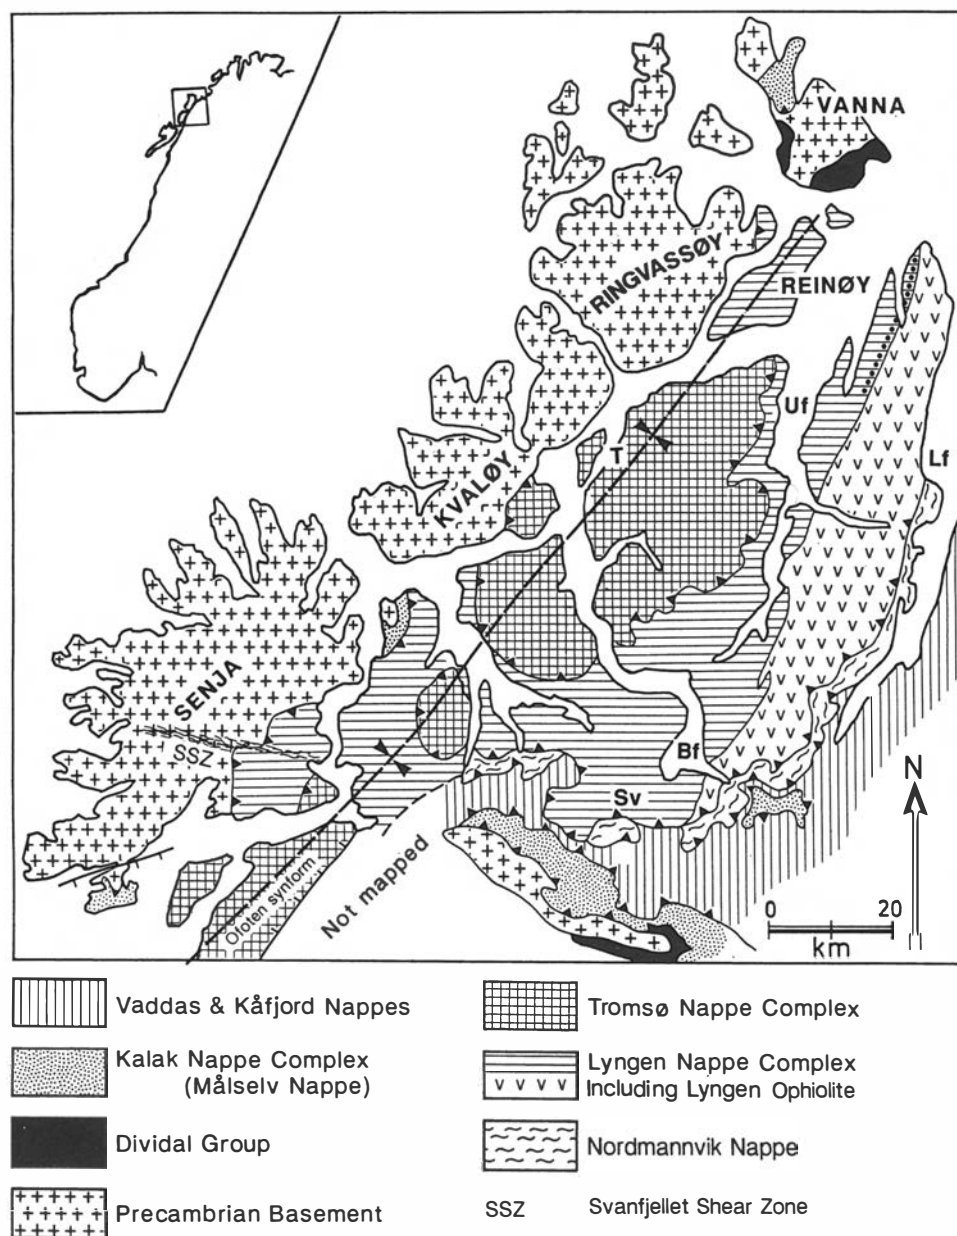 VANNA
RINGVASSØY
REINØY
Uf
Lf
T
KVALØY
SENJA
SSZ
Bf
Sv
N
Ofoten synform
Not mapped
0 20
km
Vaddas & Kåfjord Nappes
Kalak Nappe Complex
(Målselv Nappe)
Dividal Group
Precambrian Basement
Tromsø Nappe Complex
Lyngen Nappe Complex
Including Lyngen Ophiolite
Nordmannvik Nappe
SSZ Svanfjellet Shear Zone